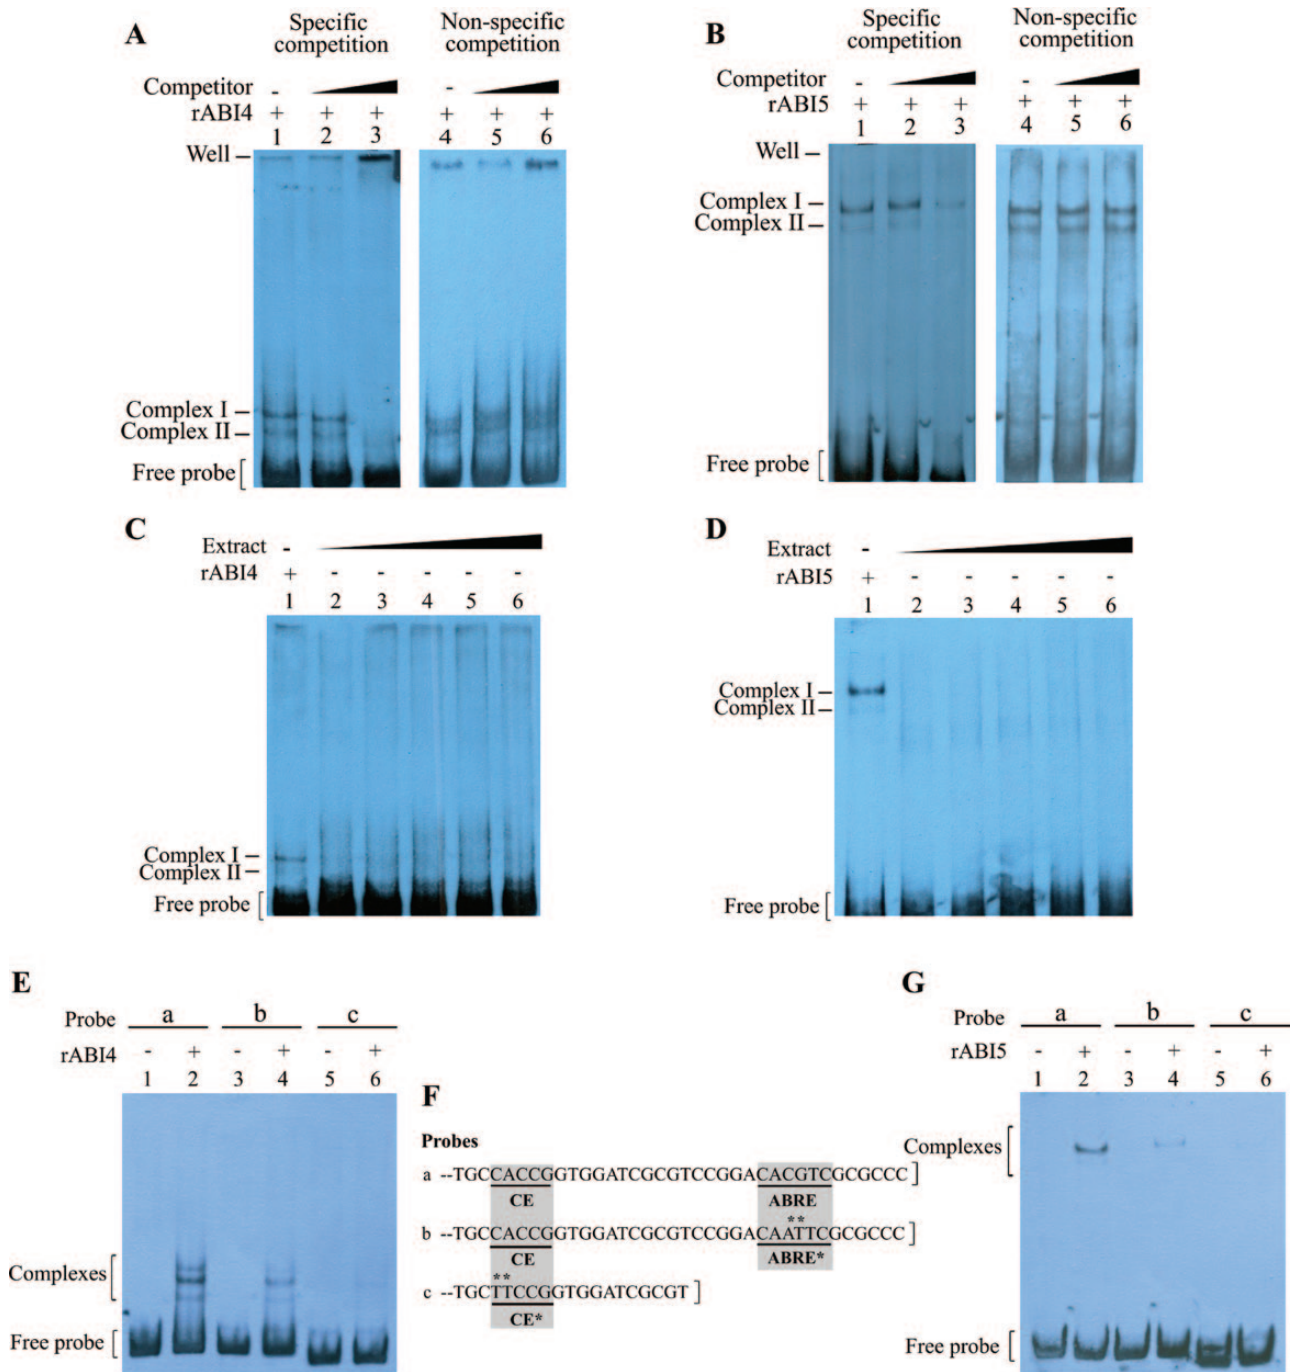 A
Specific
competition
Non-specific
competition
Competitor -
-
rABI4 + + + + + +
1 2 3 4 5 6
Well
Complex I
Complex II
Free probe
B
Specific
competition
Non-specific
competition
Competitor -
-
rABI5 + + + + + +
1 2 3 4 5 6
Well
Complex I
Complex II
Free probe
C
Extract -
rABI4 + - - - - -
1 2 3 4 5 6
Complex I
Complex II
Free probe
D
Extract -
rABI5 + - - - - -
1 2 3 4 5 6
Complex I
Complex II
Free probe
E
Probe a b c
rABI4 - + - + - +
1 2 3 4 5 6
Complexes
Free probe
F
Probes
a --TGCCACCGGTGGATCGCGTCCGGACACGTCGCGCCC
CE ABRE
**
b --TGCCACCGGTGGATCGCGTCCGGACAATTCGCGCCC
CE ABRE*
**
c --TGCTTCCGGTGGATCGCGT
CE*
G
Probe a b c
rABI5 - + - + - +
1 2 3 4 5 6
Complexes
Free probe